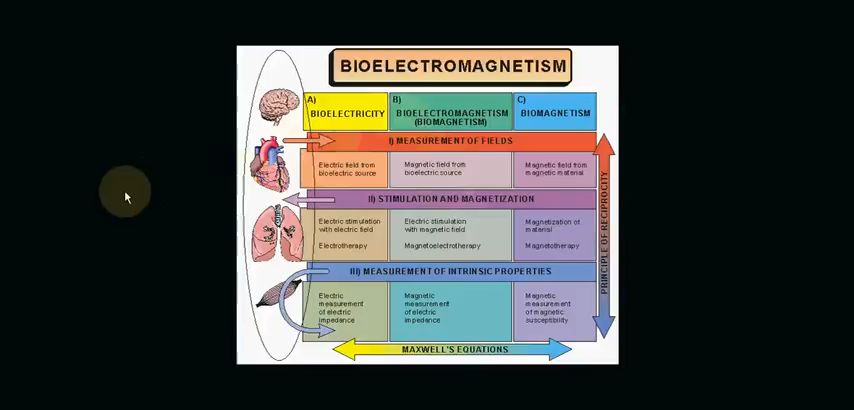 BIOELECTROMAGNETISM
A)
BIOELECTRICITY
B)
BIOELECTROMAGNETISM
(BIOMAGNETISM)
C)
BIOMAGNETISM
I) MEASUREMENT OF FIELDS
Electric field from
bioelectric source
Magnetic field from
bioelectric source
Magnetic field from
magnetic material
II) STIMULATION AND MAGNETIZATION
Electric stimulation
with electric field
Electrotherapy
Electric stimulation
with magnetic field
Magnetoelectrotherapy
Magnetization of
material
Magnetotherapy
III) MEASUREMENT OF INTRINSIC PROPERTIES
Electric
measurement
of electric
impedance
Magnetic
measurement
of electric
impedance
Magnetic
measurement
of magnetic
susceptibility
PRINCIPLE OF RECIPROCITY
MAXWELL'S EQUATIONS